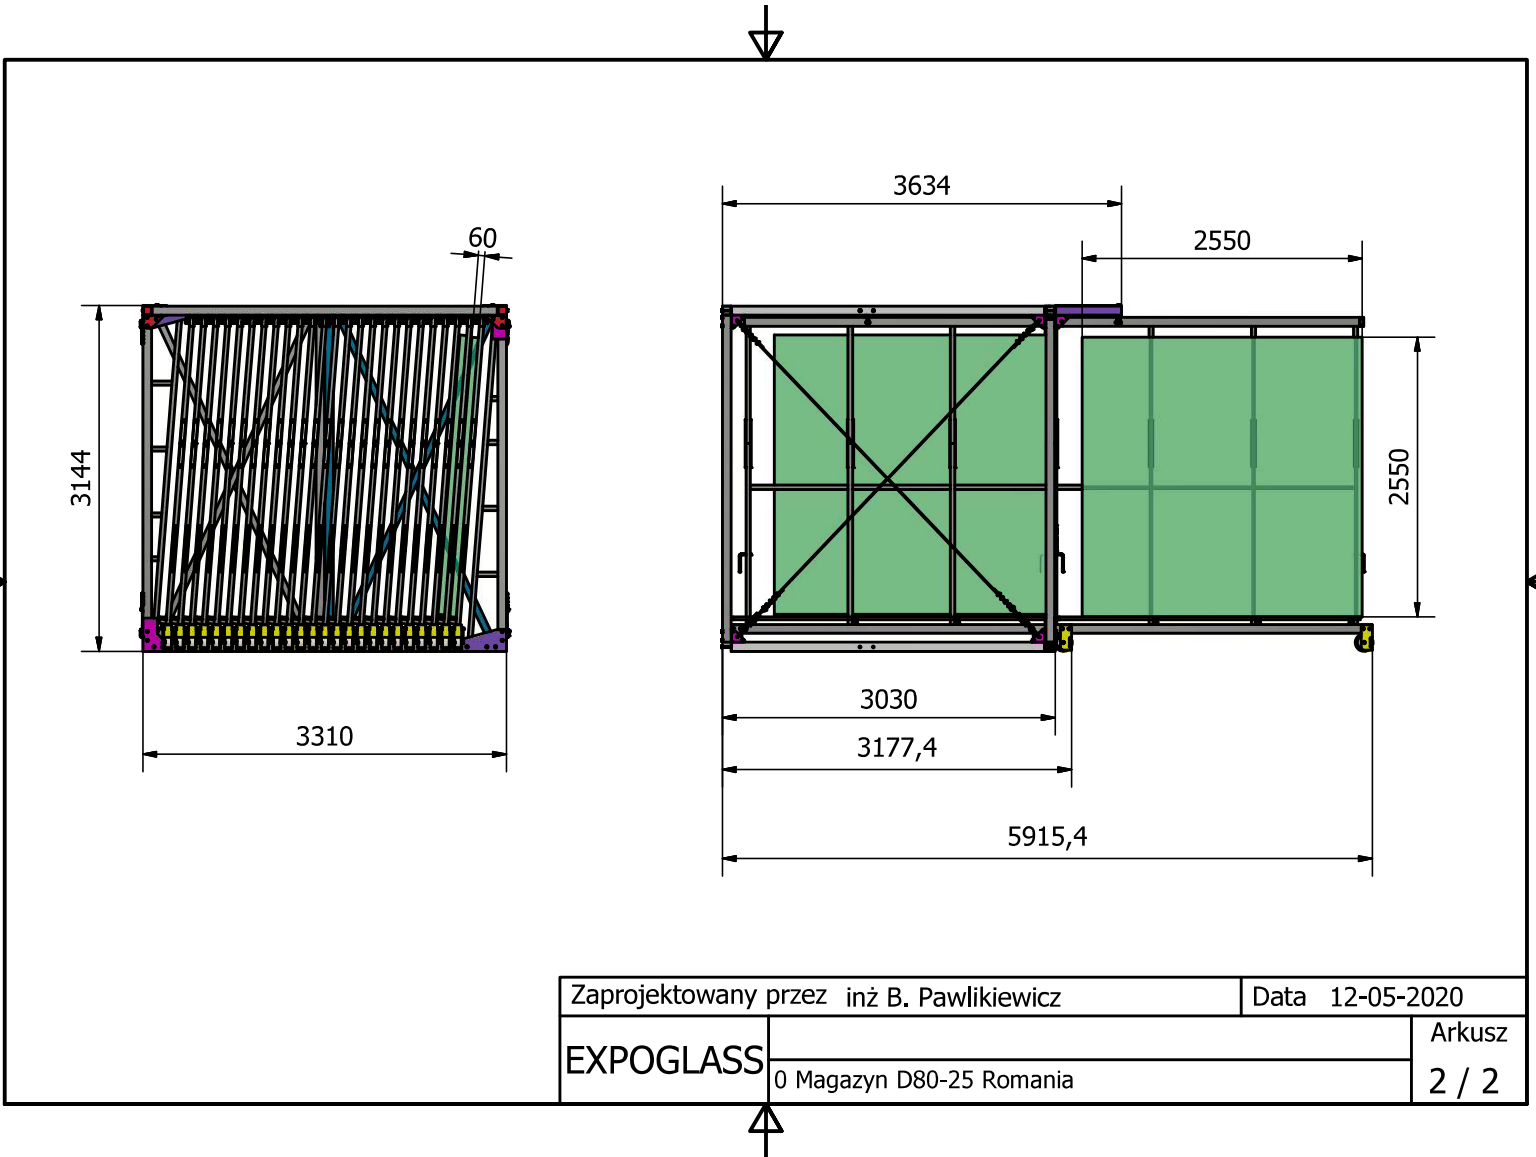 3634
60
2550
3144
2550
3030
3310
3177,4
5915,4
Zaprojektowany przez inż B. Pawlikiewicz
Data 12-05-2020
EXPOGLASS
Arkusz
0 Magazyn D80-25 Romania
2 / 2